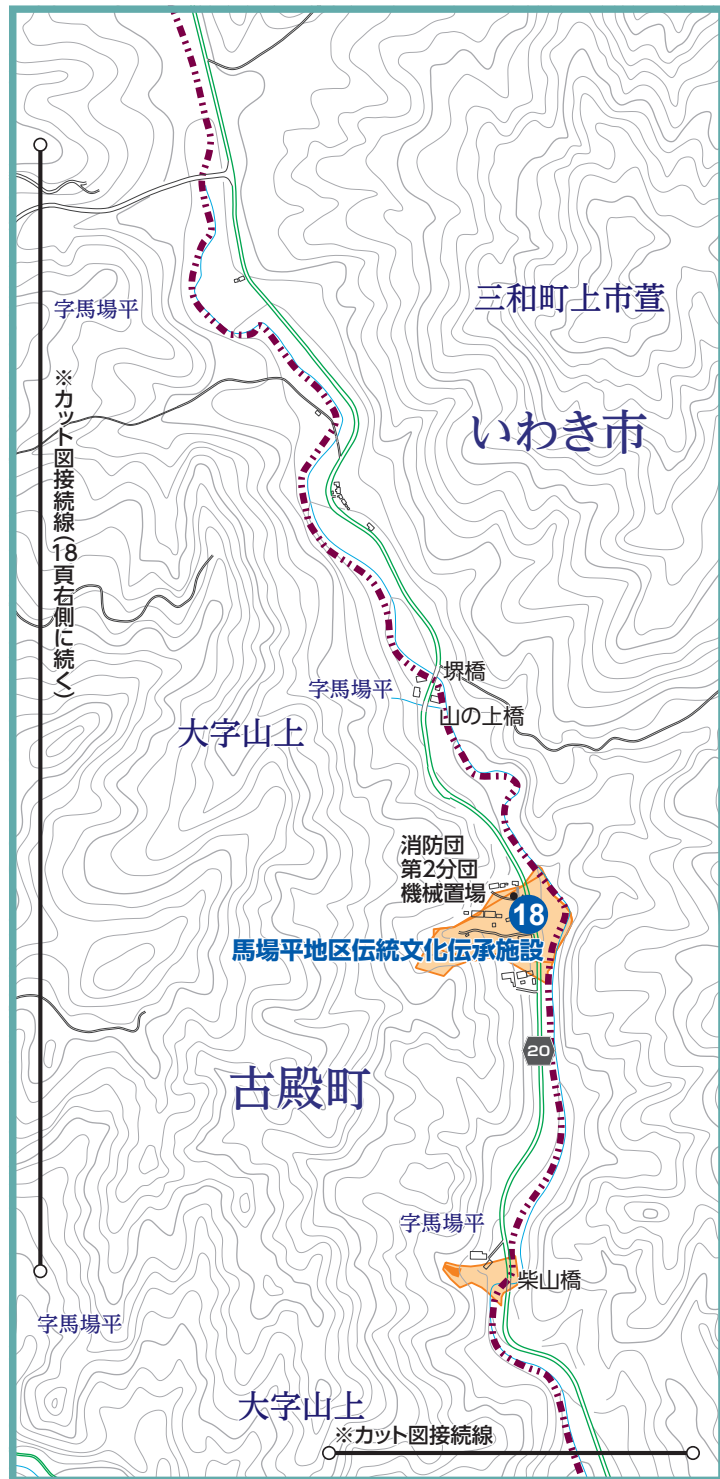 三和町上市萱
字馬場平
※カット図接続線(18頁右側に続く)
いわき市
堺橋
字馬場平
山の上橋
大字山上
消防団
第2分団
機械置場
18
馬場平地区伝統文化伝承施設
20
古殿町
字馬場平
柴山橋
字馬場平
大字山上
※カット図接続線